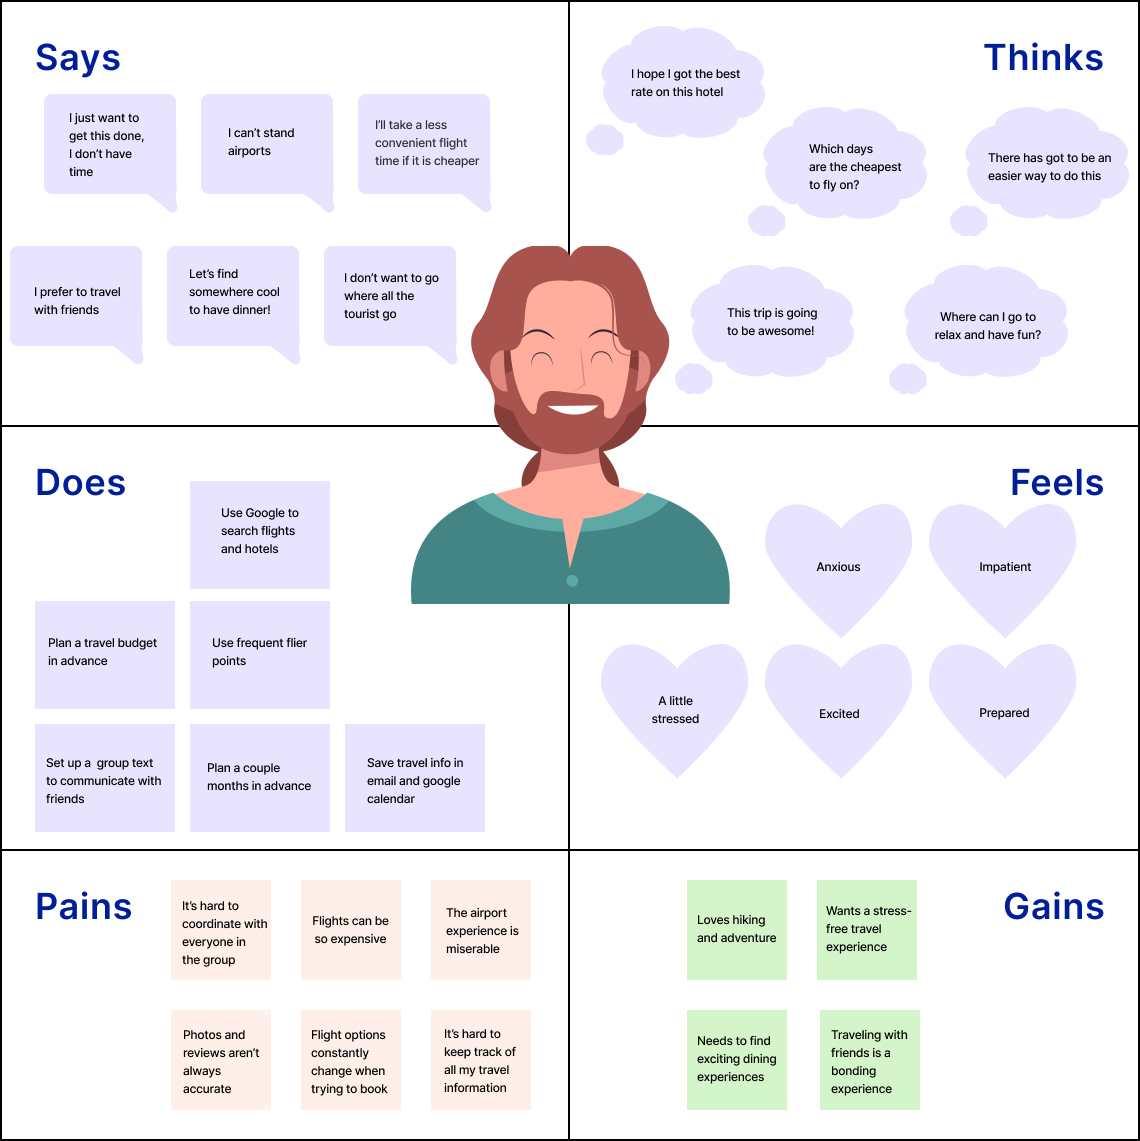 Says
I just want to
get this done,
I don’t have
time
I can’t stand
airports
I’ll take a less
convenient flight
time if it is cheaper
I prefer to travel
with friends
Let’s find
somewhere cool
to have dinner!
I don’t want to go
where all the
tourist go
Thinks
I hope I got the best
rate on this hotel
Which days
are the cheapest
to fly on?
There has got to be an
easier way to do this
This trip is going
to be awesome!
Where can I go to
relax and have fun?
Does
Use Google to
search flights
and hotels
Plan a travel budget
in advance
Use frequent flier
points
Set up a  group text
to communicate with
friends
Plan a couple
months in advance
Save travel info in
email and google
calendar
Feels
Anxious
Impatient
A little
stressed
Excited
Prepared
Pains
It’s hard to
coordinate with
everyone in
the group
Flights can be
so expensive
The airport
experience is
miserable
Photos and
reviews aren’t
always
accurate
Flight options
constantly
change when
trying to book
It’s hard to
keep track of
all my travel
information
Gains
Loves hiking
and adventure
Wants a stress-
free travel
experience
Needs to find
exciting dining
experiences
Traveling with
friends is a
bonding
experience